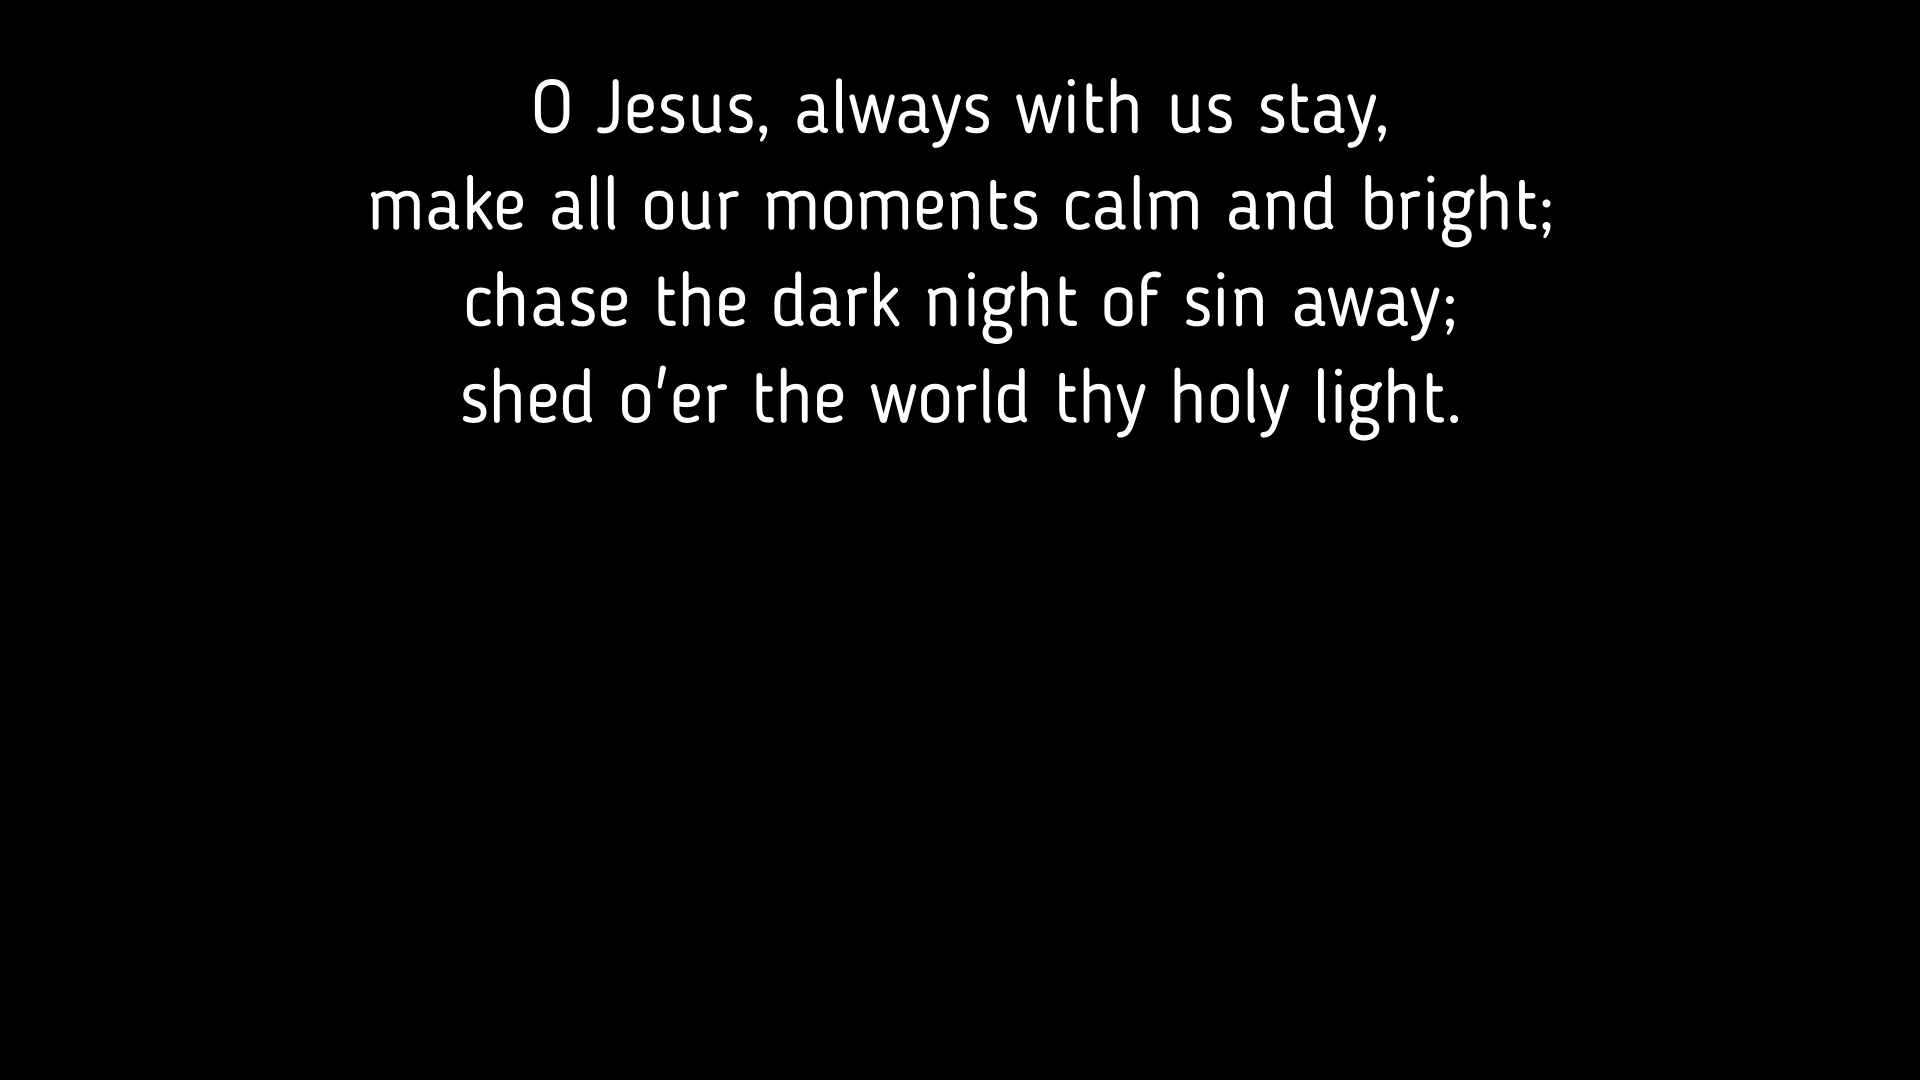 O Jesus, always with us stay,
make all our moments calm and bright;
chase the dark night of sin away;
shed o'er the world thy holy light.